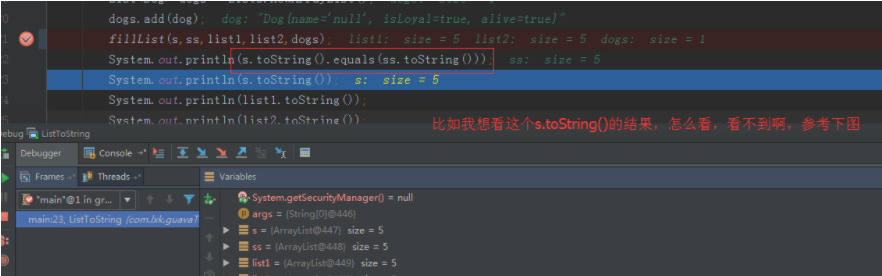 dogs.add(dog); dog: "Dog{name='null', isLoyal=true, alive=true}"
fillList(s,ss,list1,list2,dogs); list1: size = 5 list2: size = 5 dogs: size = 1
System.out.println(s.toString().equals(ss.toString())); ss: size = 5
System.out.println(s.toString()); s: size = 5
System.out.println(list1.toString());
System.out.println(list2.toString());
比如我想看这个s.toString()的结果，怎么看，看不到啊，参考下图
ListToString
Debugger Console
Frames Threads Variables
"main"@1 in gr...
System.getSecurityManager() = null
args = {String[0]@446}
main:23, ListToString (com.lxk.guavaT
s = {ArrayList@447} size = 5
ss = {ArrayList@448} size = 5
list1 = {ArrayList@449} size = 5